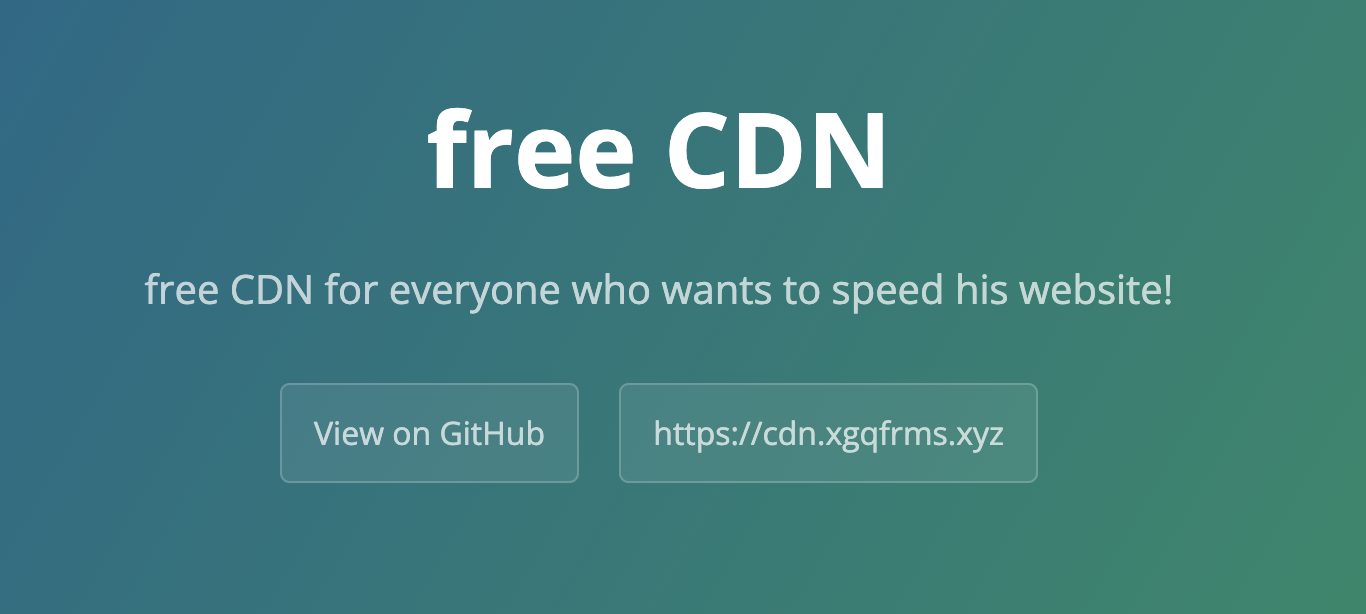 free CDN
free CDN for everyone who wants to speed his website!
View on GitHub
https://cdn.xgqfrms.xyz